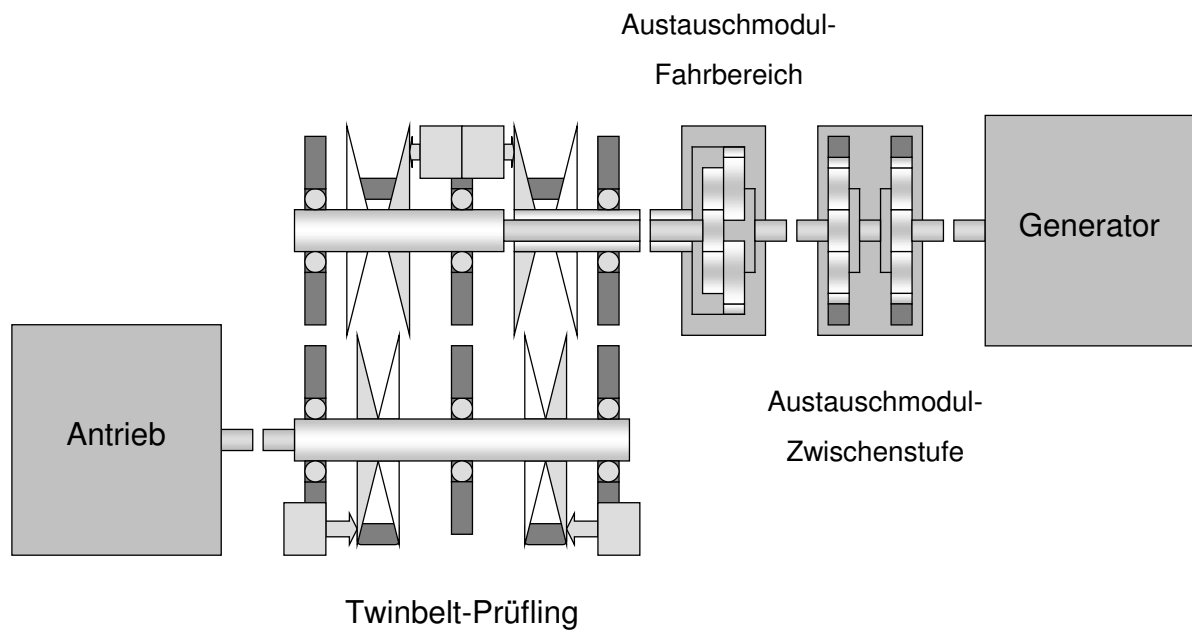 Austauschmodul-
Fahrbereich
Generator
Antrieb
Austauschmodul-
Zwischenstufe
Twinbelt-Prüfling